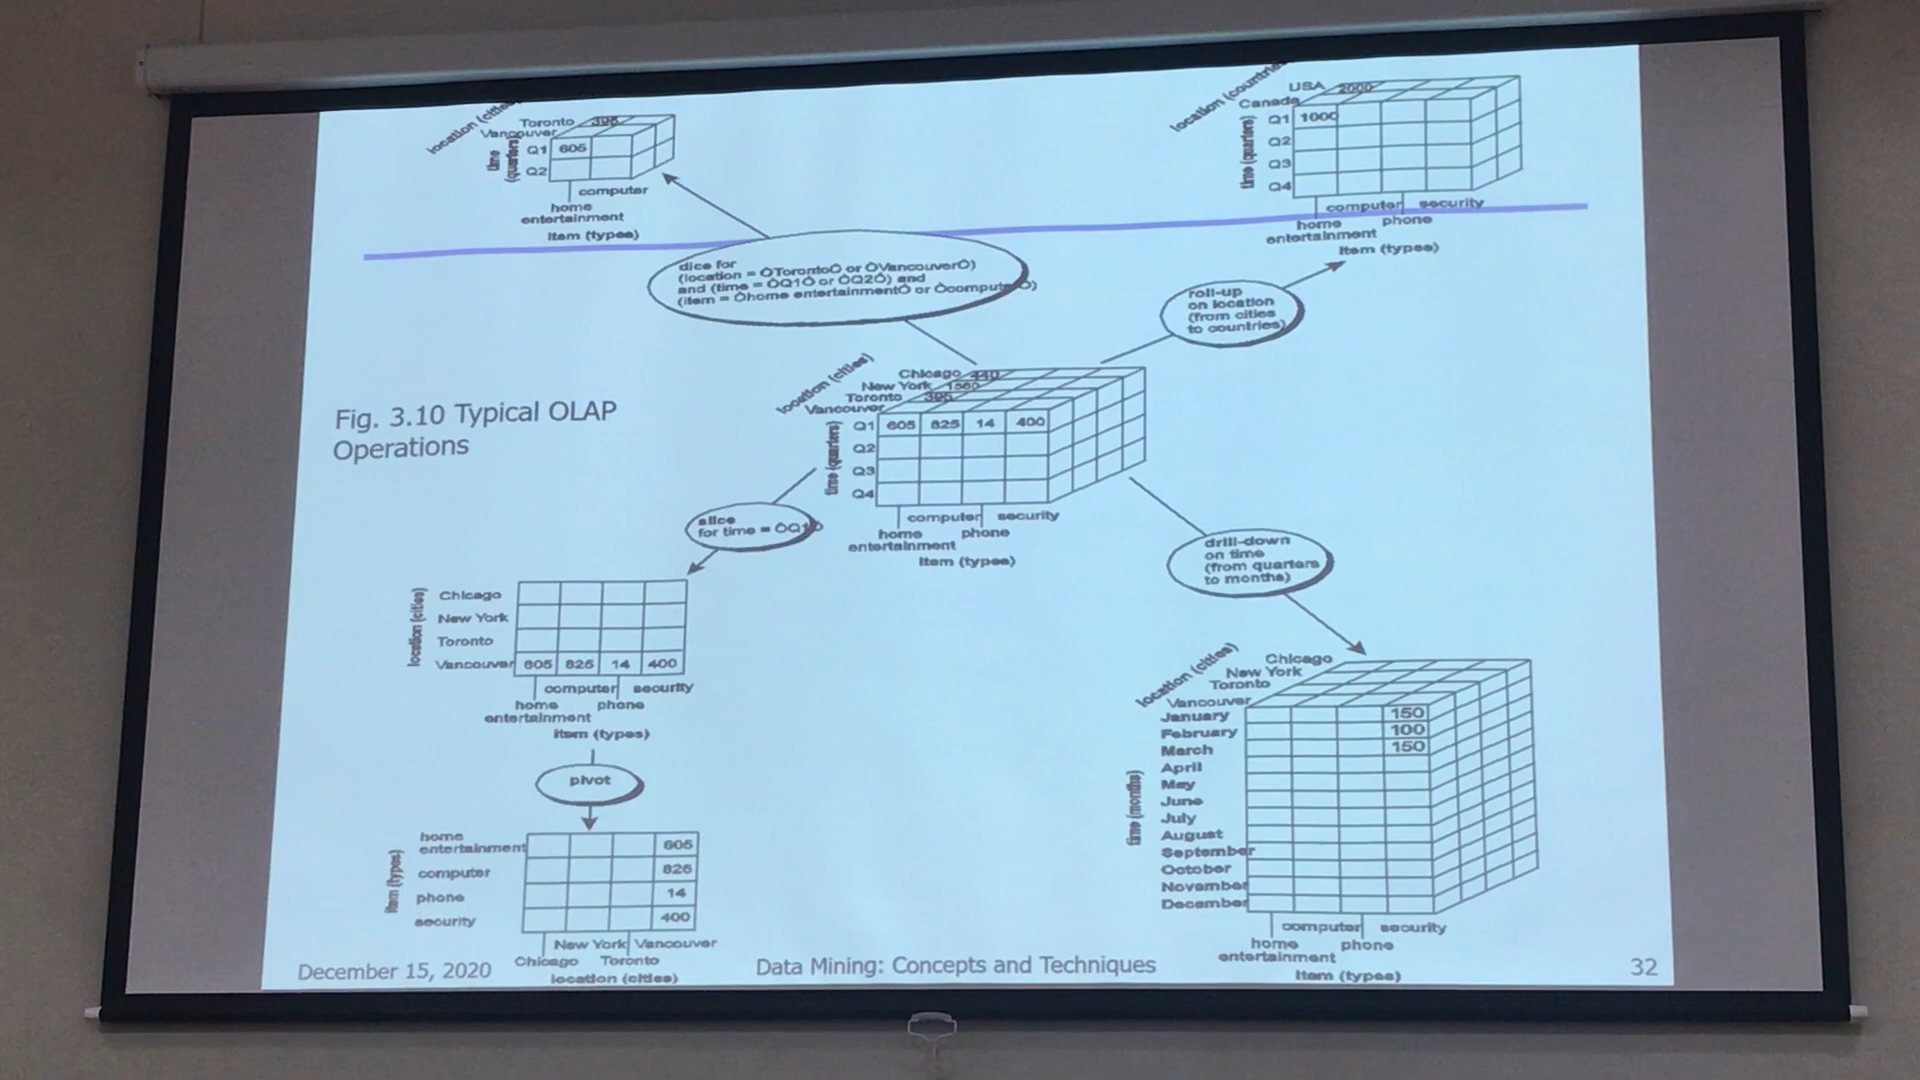 location (cities)
Toronto 395
Vancouver
Q1 605
Q2
time
(quarters)
computer
home
entertainment
item (types)
location (countries)
USA 2000
Canada
Q1 1000
Q2
Q3
Q4
time (quarters)
computer security
home phone
entertainment
item (types)
dice for
(location = ÒTorontoÓ or ÒVancouverÓ)
and (time = ÒQ1Ó or ÒQ2Ó) and
(item = Òhome entertainmentÓ or ÒcomputerÓ)
roll-up
on location
(from cities
to countries)
Fig. 3.10 Typical OLAP
Operations
location (cities)
Chicago 440
New York 1560
Toronto 395
Vancouver
Q1 605 825 14 400
Q2
Q3
Q4
time (quarters)
computer security
home phone
entertainment
item (types)
slice
for time = ÒQ1Ó
drill-down
on time
(from quarters
to months)
location (cities)
Chicago
New York
Toronto
Vancouver 605 825 14 400
computer security
home phone
entertainment
item (types)
pivot
item (types)
home
entertainment 605
computer 825
phone 14
security 400
New York Vancouver
Chicago Toronto
location (cities)
location (cities)
Chicago
New York
Toronto
Vancouver
January 150
February 100
March 150
April
May
June
July
August
September
October
November
December
time (months)
computer security
home phone
entertainment
item (types)
December 15, 2020
Data Mining: Concepts and Techniques
32